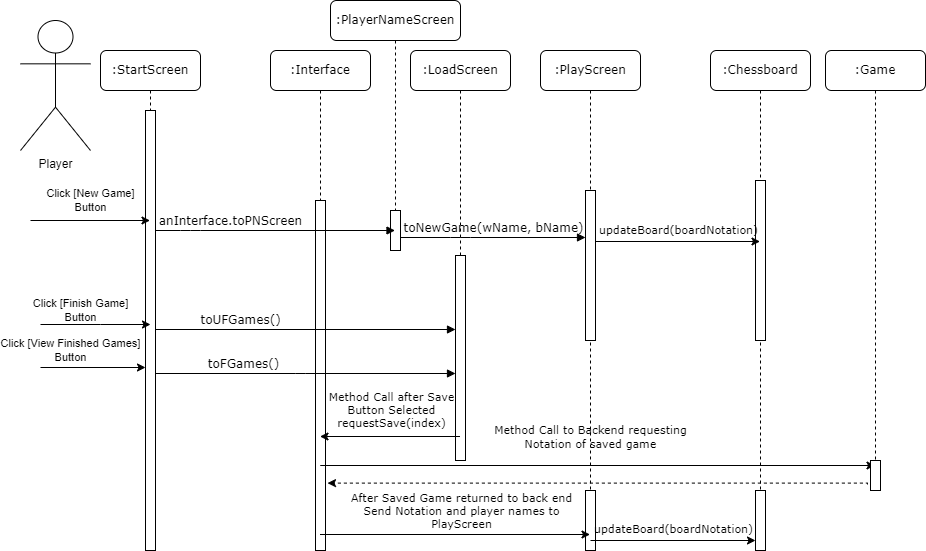 :PlayerNameScreen
:StartScreen
:Interface
:LoadScreen
:PlayScreen
:Chessboard
:Game
Player
Click [New Game]
Button
anInterface.toPNScreen
toNewGame(wName, bName)
updateBoard(boardNotation)
Click [Finish Game]
Button
toUFGames()
Click [View Finished Games]
Button
toFGames()
Method Call after Save
Button Selected
requestSave(index)
Method Call to Backend requesting
Notation of saved game
After Saved Game returned to back end
Send Notation and player names to
PlayScreen
updateBoard(boardNotation)